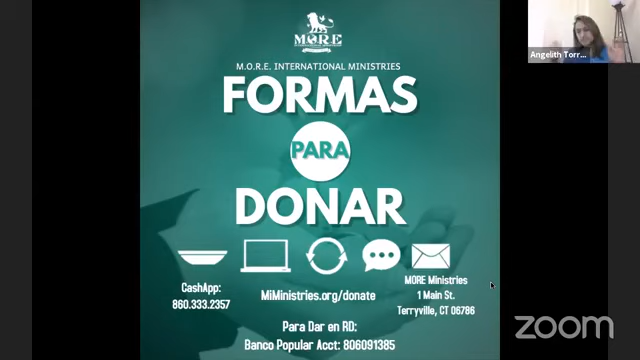 M.O.R.E.
M.O.R.E. INTERNATIONAL MINISTRIES
FORMAS
PARA
DONAR
CashApp:
860.333.2357
MiMinistries.org/donate
MORE Ministries
1 Main St.
Terryville, CT 06786
Para Dar en RD:
Banco Popular Acct: 806091385
Angelith Torr...
zoom